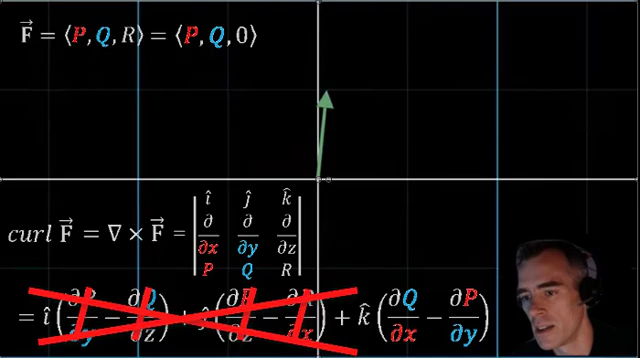 F⃗ = ⟨P, Q, R⟩ = ⟨P, Q, 0⟩
curl F⃗ = ∇ × F⃗ = | î ĵ k̂ |
| ∂/∂x ∂/∂y ∂/∂z |
| P Q R |
= î(∂R/∂y − ∂Q/∂z) + ĵ(∂P/∂z − ∂R/∂x) + k̂(∂Q/∂x − ∂P/∂y)